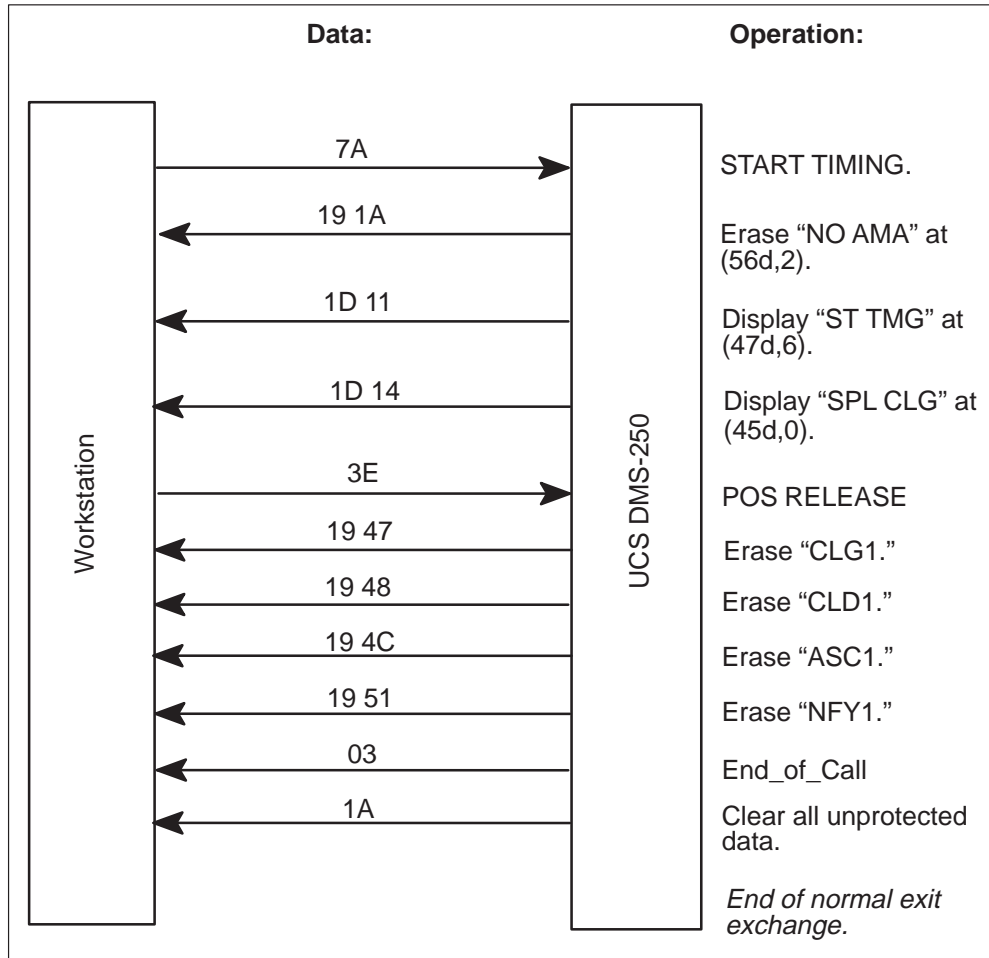 Data:
Operation:
Workstation
UCS DMS-250
7A
START TIMING.
19 1A
Erase “NO AMA” at
(56d,2).
1D 11
Display “ST TMG” at
(47d,6).
1D 14
Display “SPL CLG” at
(45d,0).
3E
POS RELEASE
19 47
Erase “CLG1.”
19 48
Erase “CLD1.”
19 4C
Erase “ASC1.”
19 51
Erase “NFY1.”
03
End_of_Call
1A
Clear all unprotected
data.
End of normal exit
exchange.